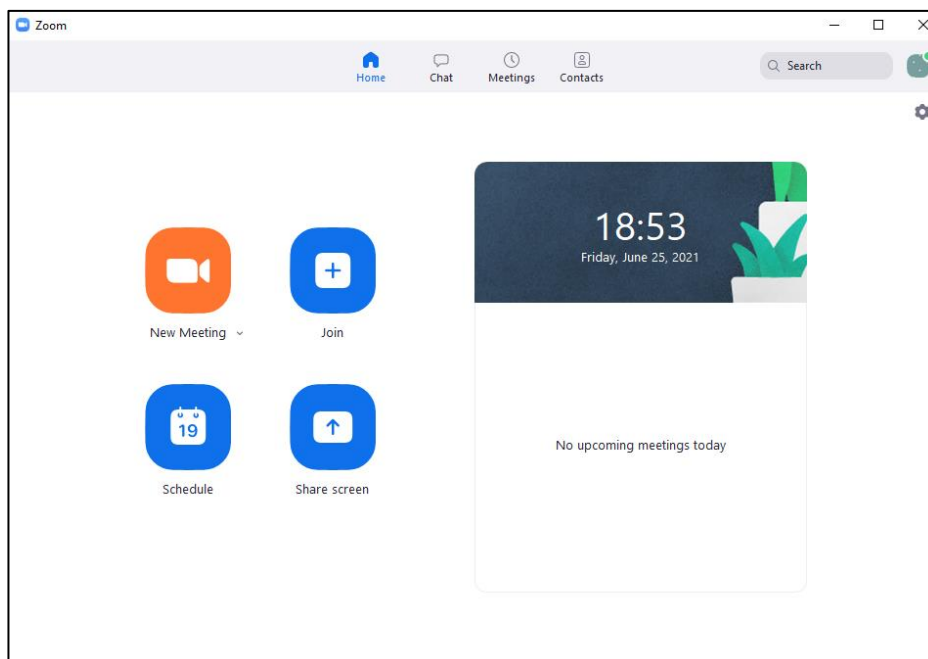 Zoom
Home
Chat
Meetings
Contacts
Search
18:53
Friday, June 25, 2021
New Meeting
Join
19
Schedule
Share screen
No upcoming meetings today